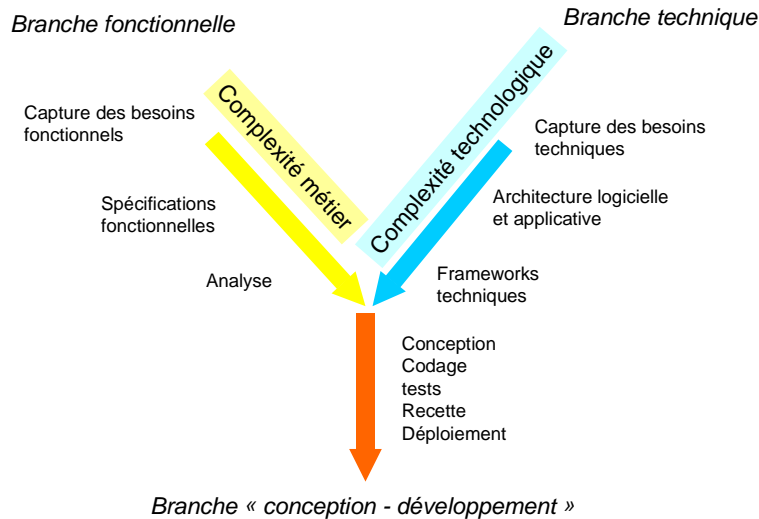 Branche fonctionnelle
Branche technique
Complexité métier
Complexité technologique
Capture des besoins
fonctionnels
Capture des besoins
techniques
Spécifications
fonctionnelles
Architecture logicielle
et applicative
Analyse
Frameworks
techniques
Conception
Codage
tests
Recette
Déploiement
Branche « conception - développement »